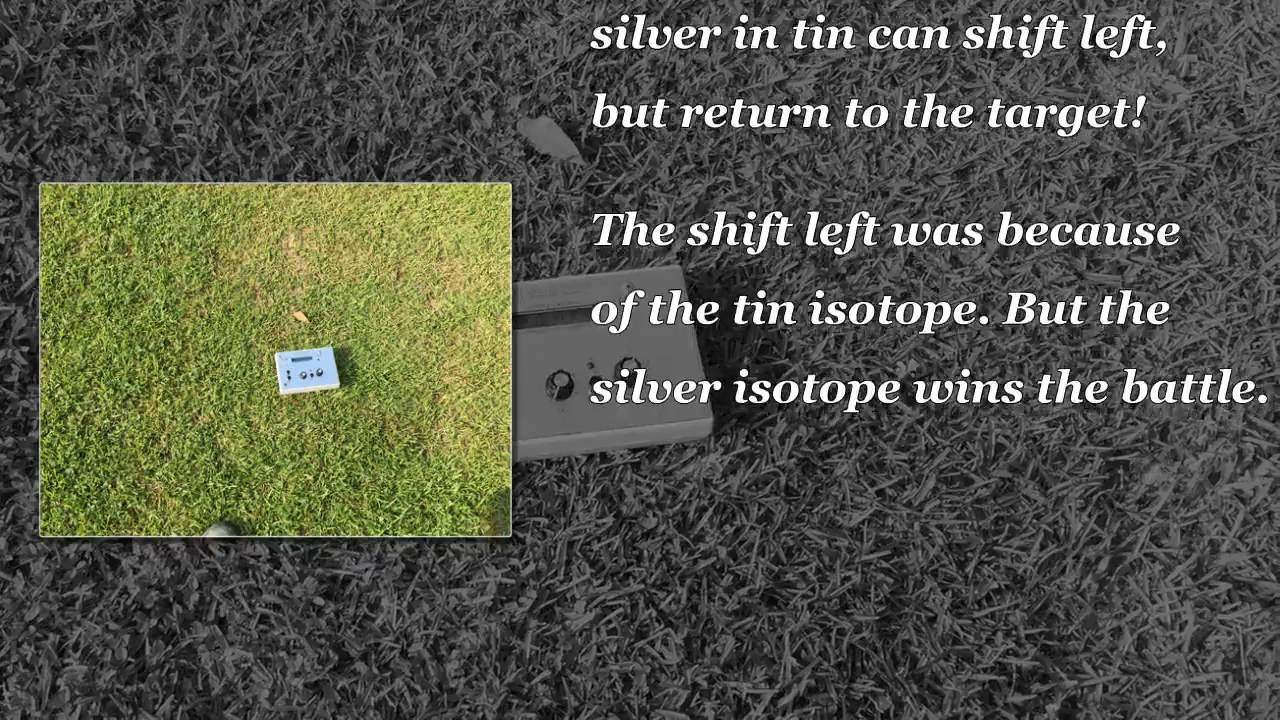 silver in tin can shift left,
but return to the target!
The shift left was because
of the tin isotope. But the
silver isotope wins the battle.